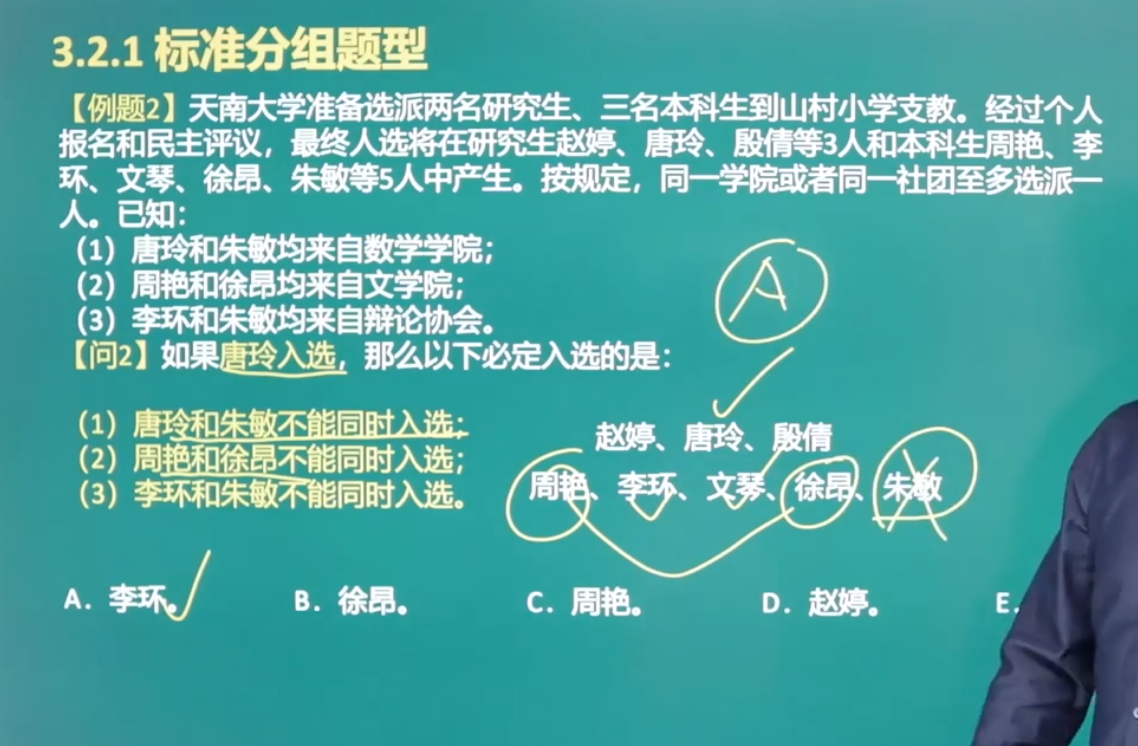 3.2.1 标准分组题型
【例题2】天南大学准备选派两名研究生、三名本科生到山村小学支教。经过个人
报名和民主评议，最终人选将在研究生赵婷、唐玲、殷倩等3人和本科生周艳、李
环、文琴、徐昂、朱敏等5人中产生。按规定，同一学院或者同一社团至多选派一
人。已知：
（1）唐玲和朱敏均来自数学学院；
（2）周艳和徐昂均来自文学院；
（3）李环和朱敏均来自辩论协会。
A
【问2】如果唐玲入选，那么以下必定入选的是：
（1）唐玲和朱敏不能同时入选；
（2）周艳和徐昂不能同时入选；
（3）李环和朱敏不能同时入选。
赵婷、唐玲、殷倩
周艳、李环、文琴、徐昂、朱敏
A．李环。 B．徐昂。 C．周艳。 D．赵婷。 E.